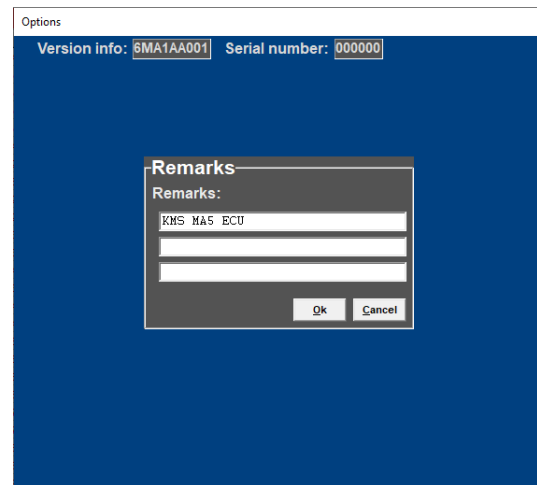 Options
Version info: 6MA1AA001 Serial number: 000000
Remarks
Remarks:
KMS MA5 ECU
Ok Cancel